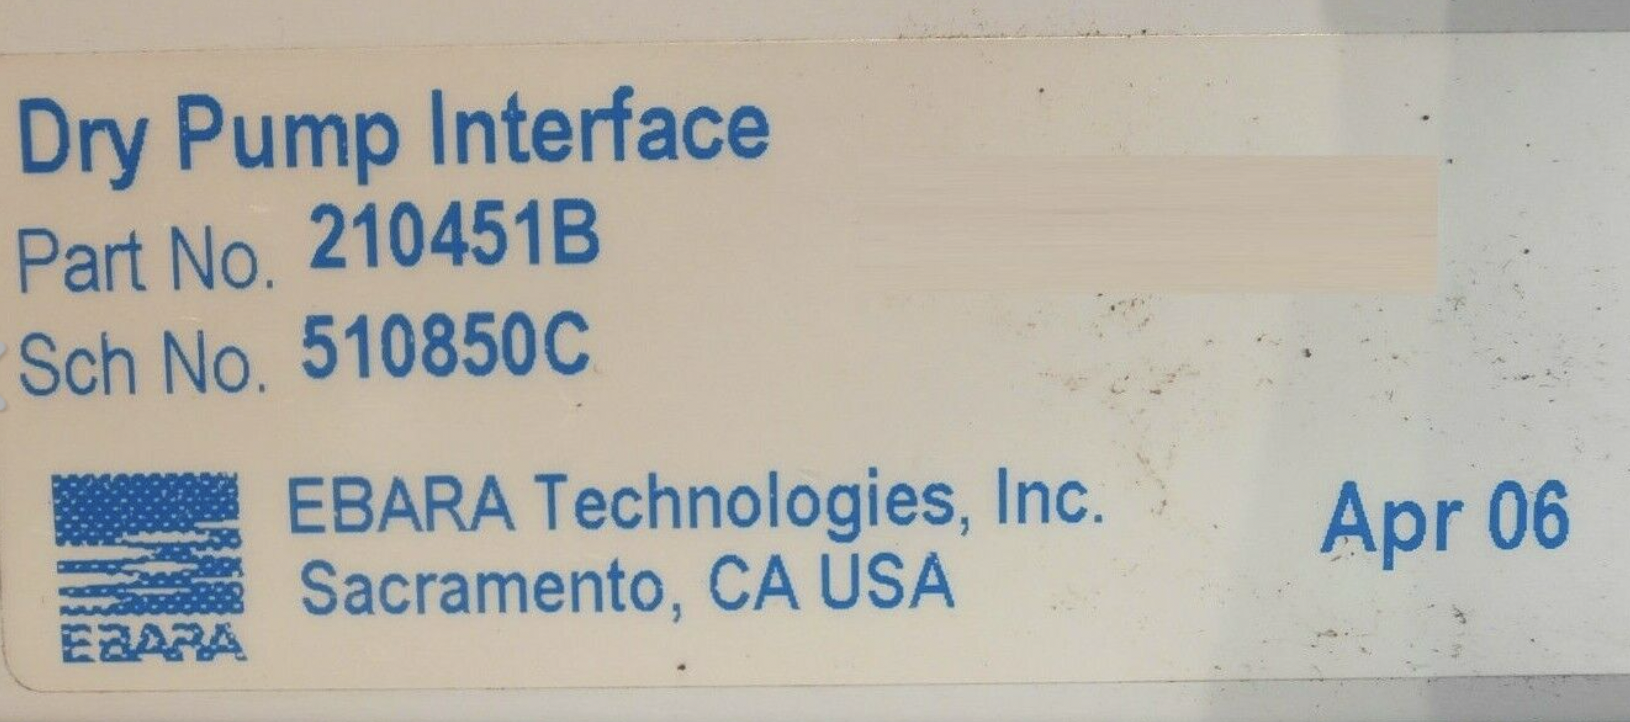 Dry Pump Interface
Part No. 210451B
Sch No. 510850C
EBARA Technologies, Inc.
Sacramento, CA USA
Apr 06
EBARA